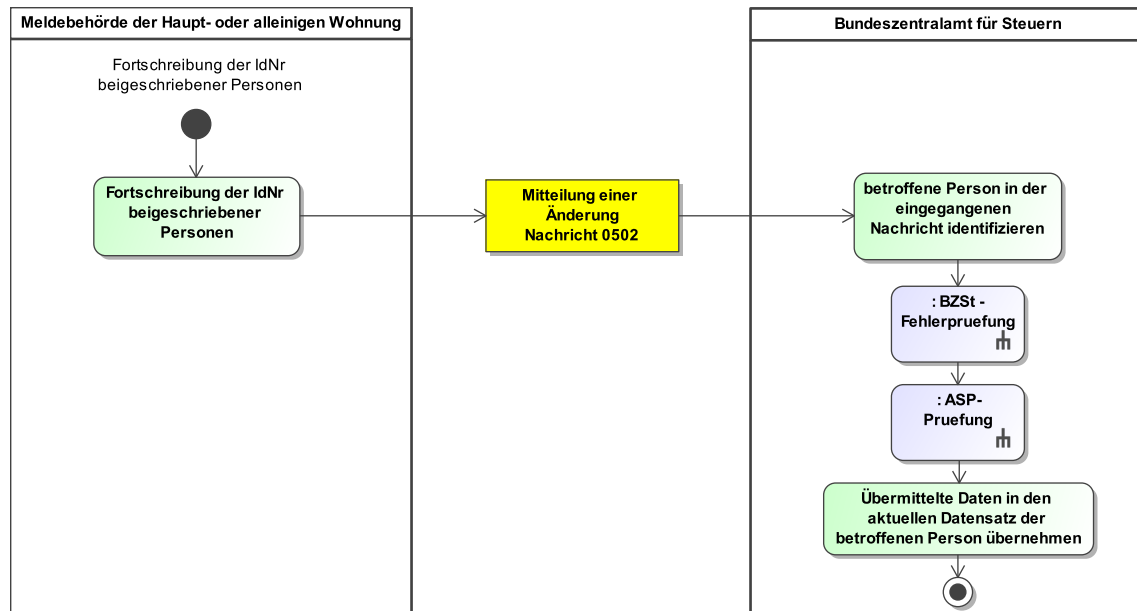 Meldebehörde der Haupt- oder alleinigen Wohnung
Bundeszentralamt für Steuern
Fortschreibung der IdNr
beigeschriebener Personen
Fortschreibung der IdNr
beigeschriebener
Personen
Mitteilung einer
Änderung
Nachricht 0502
betroffene Person in der
eingegangenen
Nachricht identifizieren
: BZSt -
Fehlerpruefung
: ASP-
Pruefung
Übermittelte Daten in den
aktuellen Datensatz der
betroffenen Person übernehmen